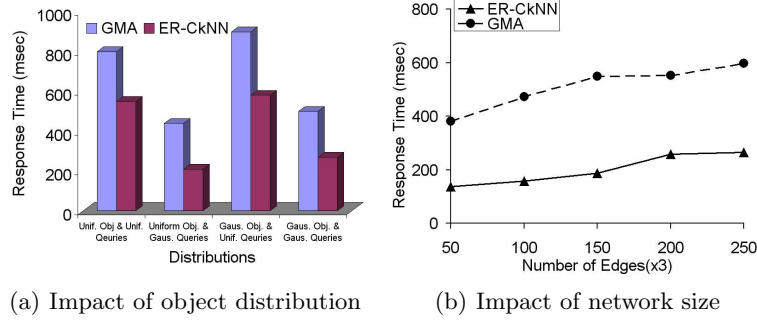 1000
800
600
400
200
0
Response Time (msec)
GMA
ER-CkNN
Unif. Obj & Unif. Qeuries
Uniform Obj. & Gaus. Queries
Gaus. Obj. & Unif. Qeuries
Gaus. Obj. & Gaus. Queries
Distributions
(a) Impact of object distribution
ER-CkNN
GMA
800
600
400
200
0
Response Time (msec)
50 100 150 200 250
Number of Edges(x3)
(b) Impact of network size